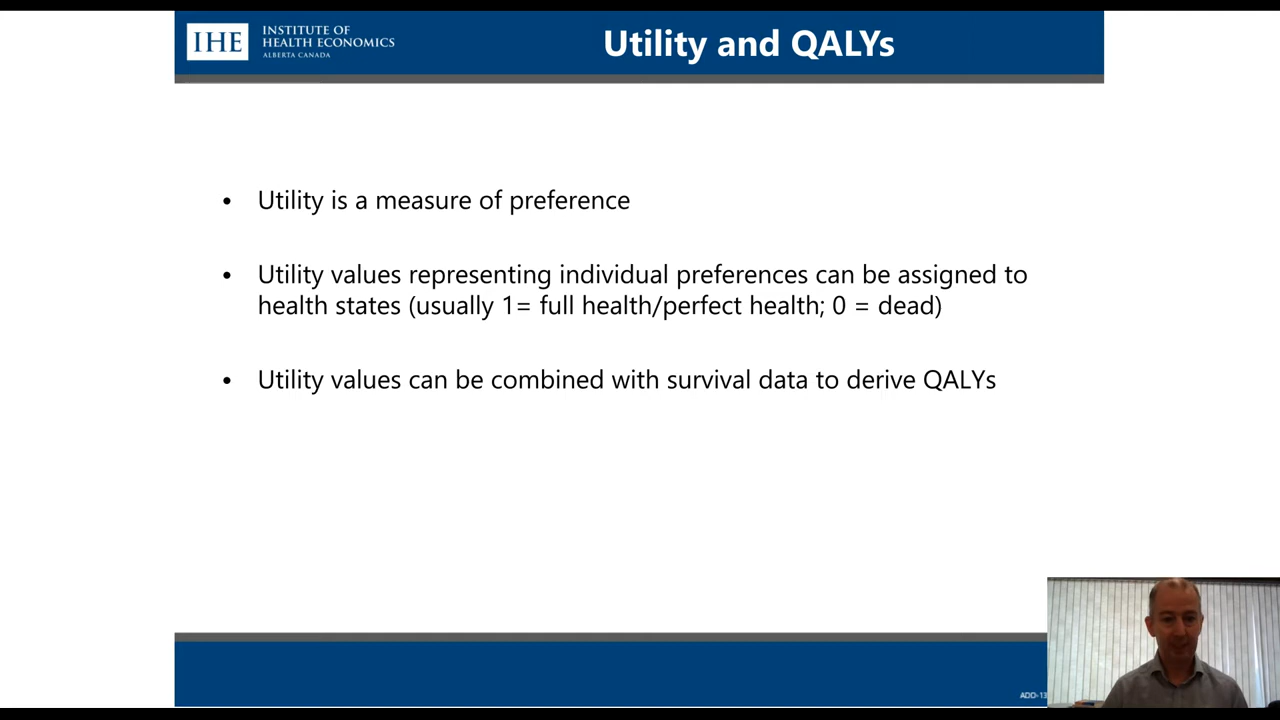 IHE
INSTITUTE OF
HEALTH ECONOMICS
ALBERTA CANADA
Utility and QALYs
• Utility is a measure of preference
• Utility values representing individual preferences can be assigned to
health states (usually 1= full health/perfect health; 0 = dead)
• Utility values can be combined with survival data to derive QALYs